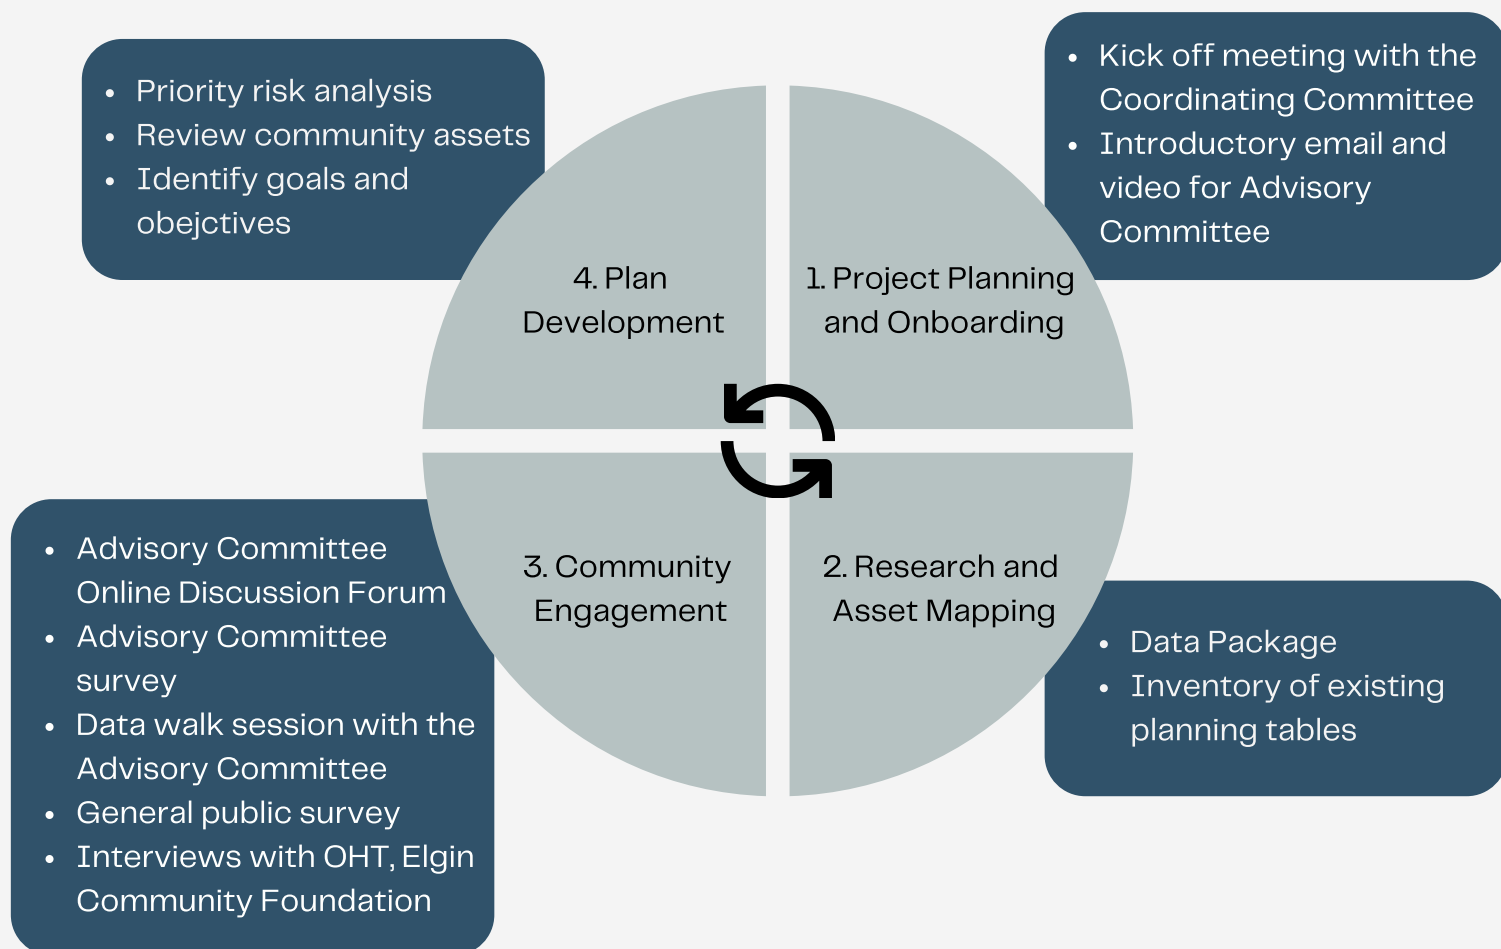 • Priority risk analysis
• Review community assets
• Identify goals and
obejctives
• Kick off meeting with the
Coordinating Committee
• Introductory email and
video for Advisory
Committee
4. Plan
Development
1. Project Planning
and Onboarding
3. Community
Engagement
2. Research and
Asset Mapping
• Advisory Committee
Online Discussion Forum
• Advisory Committee
survey
• Data walk session with the
Advisory Committee
• General public survey
• Interviews with OHT, Elgin
Community Foundation
• Data Package
• Inventory of existing
planning tables